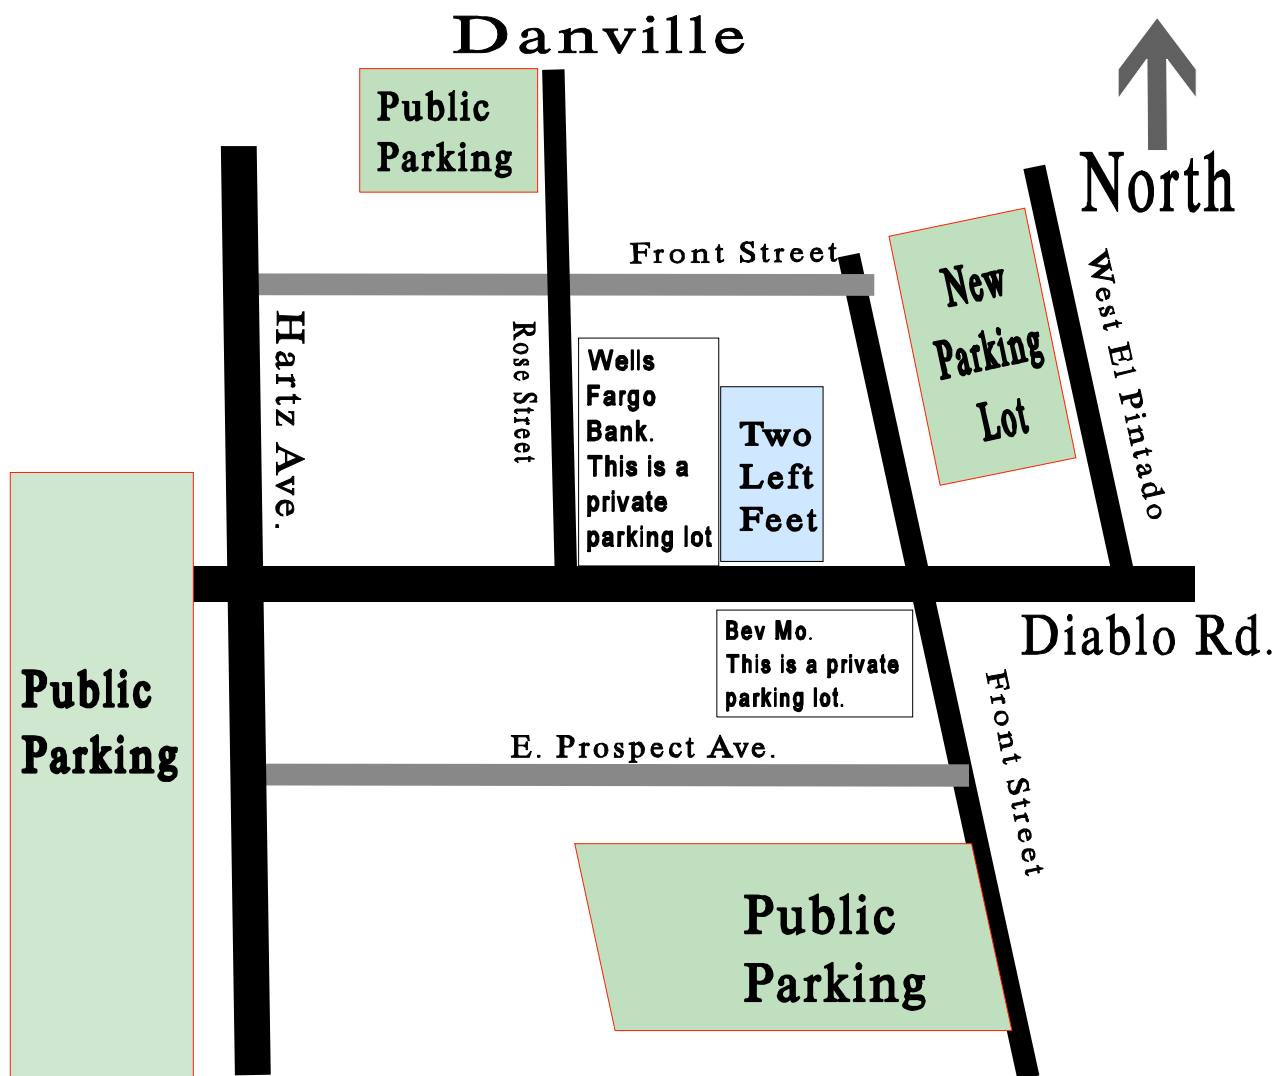 Danville
Public
Parking
North
Front Street
New
Parking
Lot
West El Pintado
Hartz Ave.
Rose Street
Wells
Fargo
Bank.
This is a
private
parking lot
Two
Left
Feet
Bev Mo.
This is a private
parking lot.
Diablo Rd.
Public
Parking
Front Street
E. Prospect Ave.
Public
Parking